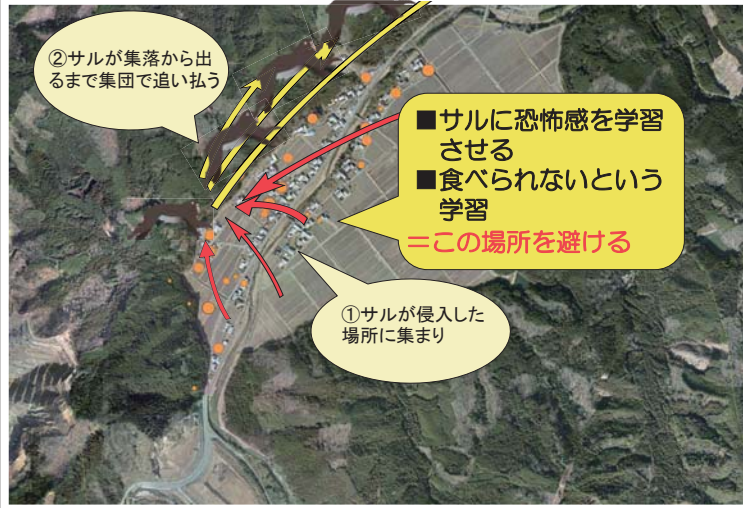 ②サルが集落から出
るまで集団で追い払う
■サルに恐怖感を学習
させる
■食べられないという
学習
＝この場所を避ける
①サルが侵入した
場所に集まり